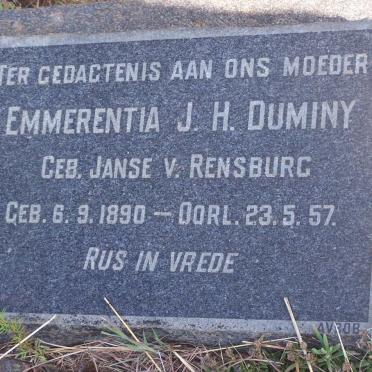 TER GEDAGTENIS AAN ONS MOEDER
EMMERENTIA J. H. DUMINY
GEB. JANSE V. RENSBURG
GEB. 6. 9. 1890 — OORL. 23. 5. 57.
RUS IN VREDE
AVBOB